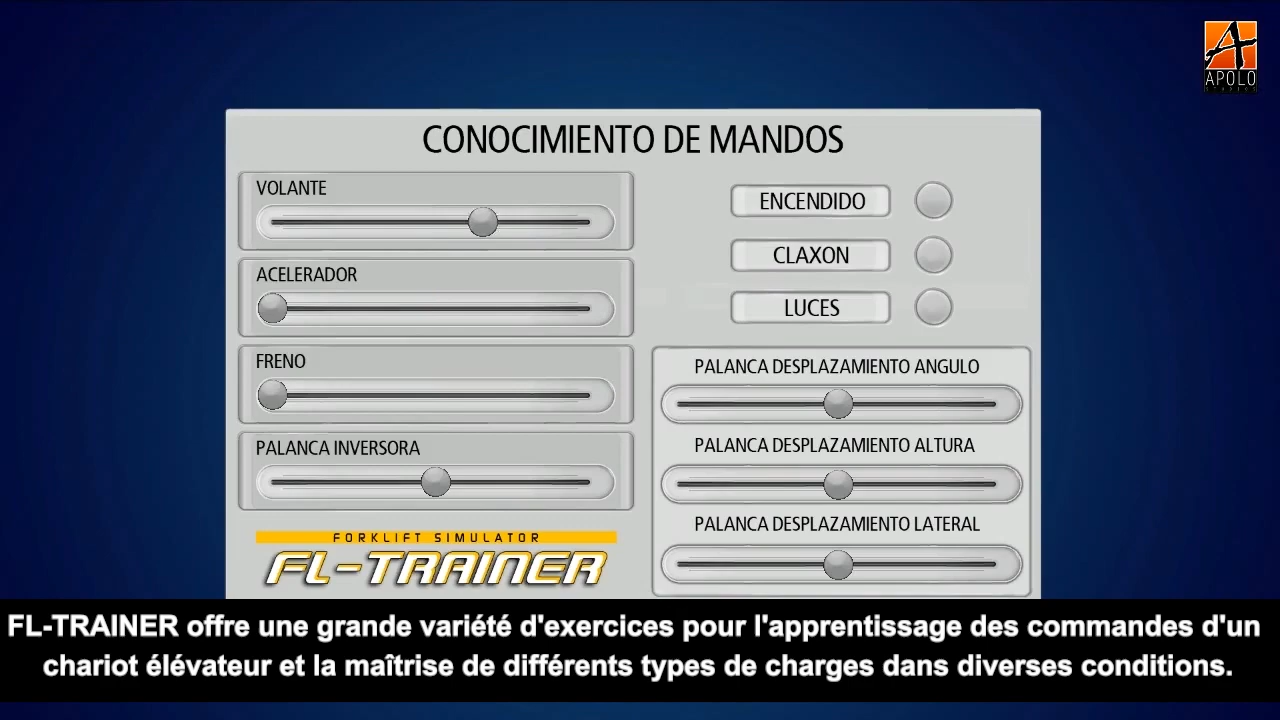 APOLO
CONOCIMIENTO DE MANDOS
VOLANTE
ACELERADOR
FRENO
PALANCA INVERSORA
ENCENDIDO
CLAXON
LUCES
PALANCA DESPLAZAMIENTO ANGULO
PALANCA DESPLAZAMIENTO ALTURA
PALANCA DESPLAZAMIENTO LATERAL
FORKLIFT SIMULATOR
FL-TRAINER
FL-TRAINER offre une grande variété d'exercices pour l'apprentissage des commandes d'un
chariot élévateur et la maîtrise de différents types de charges dans diverses conditions.